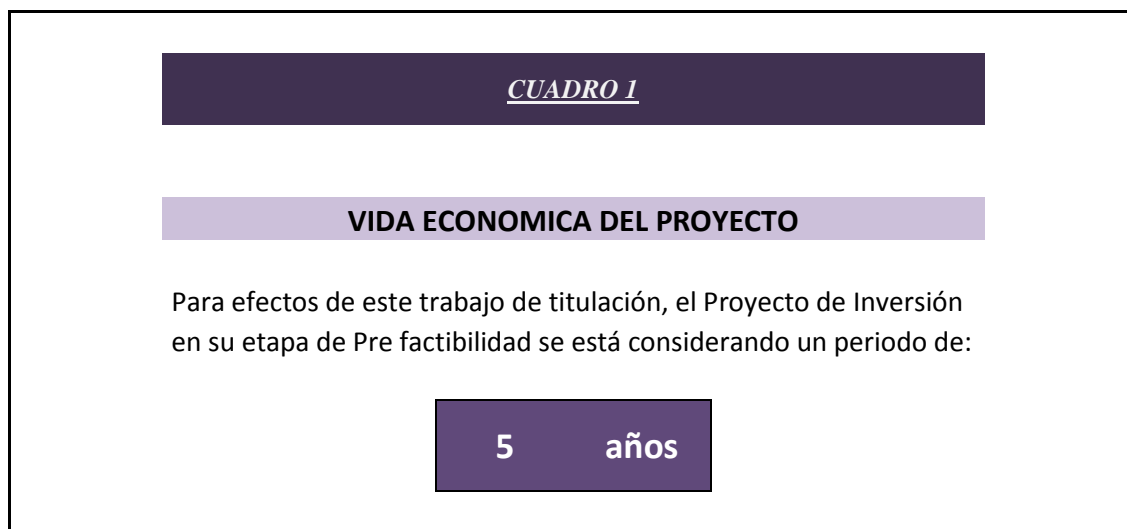 CUADRO 1
VIDA ECONOMICA DEL PROYECTO
Para efectos de este trabajo de titulación, el Proyecto de Inversión
en su etapa de Pre factibilidad se está considerando un periodo de:
5 años